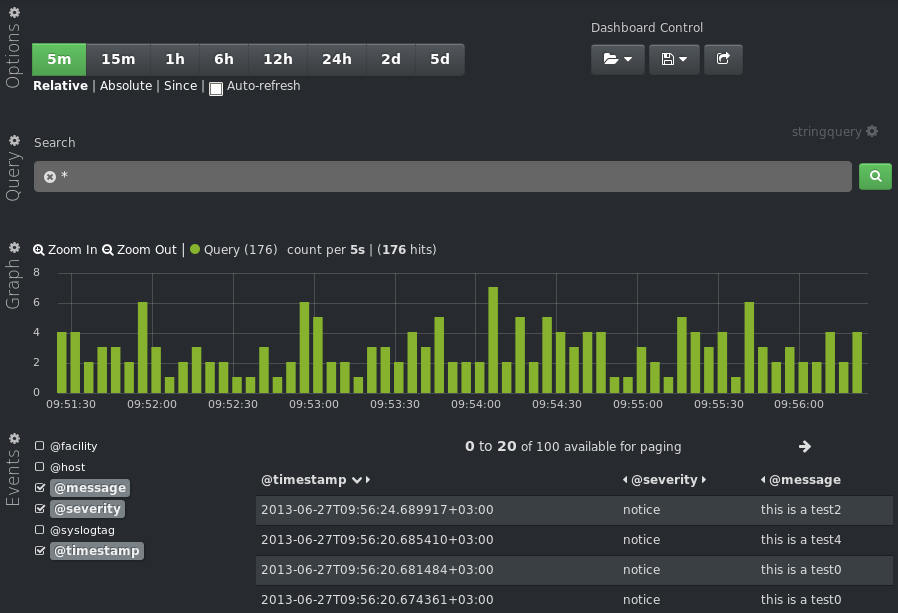 Options
Dashboard Control
5m 15m 1h 6h 12h 24h 2d 5d
Relative | Absolute | Since | Auto-refresh
Query
stringquery
Search
*
Graph
Zoom In Zoom Out | Query (176) count per 5s | (176 hits)
8
6
4
2
0
09:51:30 09:52:00 09:52:30 09:53:00 09:53:30 09:54:00 09:54:30 09:55:00 09:55:30 09:56:00
Events
@facility
@host
@message
@severity
@syslogtag
@timestamp
0 to 20 of 100 available for paging
@timestamp @severity @message
2013-06-27T09:56:24.689917+03:00 notice this is a test2
2013-06-27T09:56:20.685410+03:00 notice this is a test4
2013-06-27T09:56:20.681484+03:00 notice this is a test0
2013-06-27T09:56:20.674361+03:00 notice this is a test0